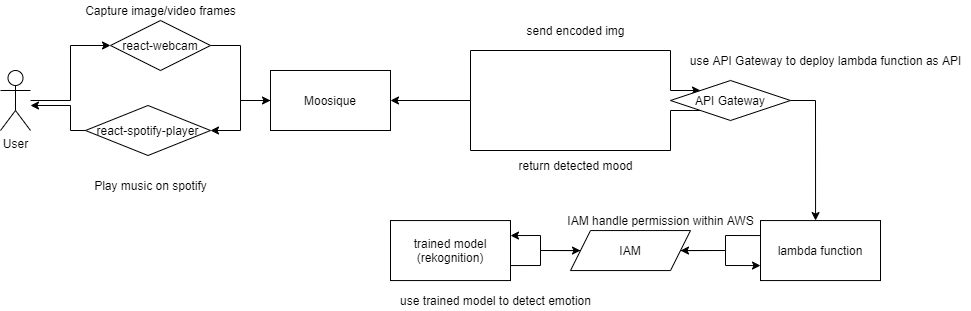 Capture image/video frames
react-webcam
send encoded img
use API Gateway to deploy lambda function as API
Moosique
API Gateway
User
react-spotify-player
return detected mood
Play music on spotify
IAM handle permission within AWS
trained model
(rekognition)
IAM
lambda function
use trained model to detect emotion